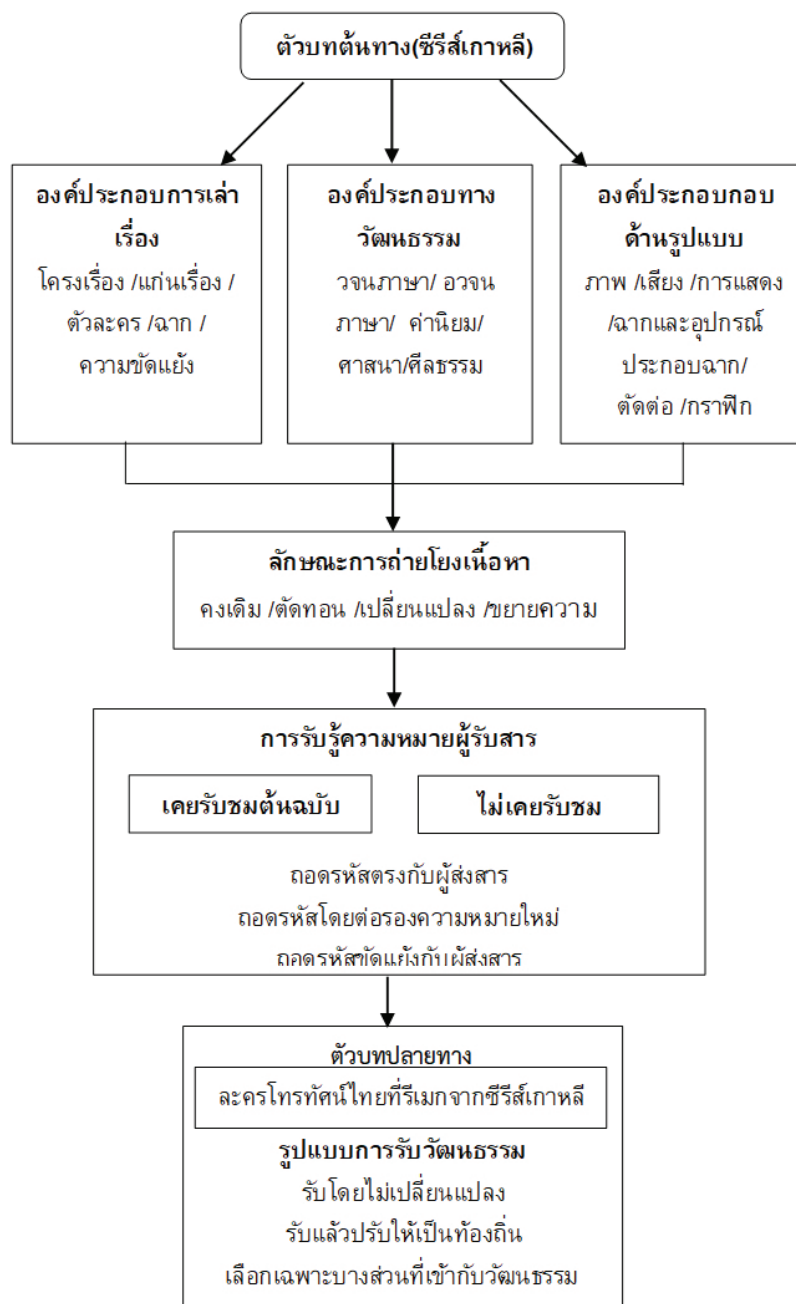 ตัวบทต้นทาง(ซีรีส์เกาหลี)
องค์ประกอบการเล่า
เรื่อง
โครงเรื่อง /แก่นเรื่อง /
ตัวละคร /ฉาก /
ความขัดแย้ง
องค์ประกอบทาง
วัฒนธรรม
วจนภาษา/ อวจน
ภาษา/ ค่านิยม/
ศาสนา/ศีลธรรม
องค์ประกอบกอบ
ด้านรูปแบบ
ภาพ /เสียง /การแสดง
/ฉากและอุปกรณ์
ประกอบฉาก/
ตัดต่อ /กราฟิก
ลักษณะการถ่ายโยงเนื้อหา
คงเดิม /ตัดทอน /เปลี่ยนแปลง /ขยายความ
การรับรู้ความหมายผู้รับสาร
เคยรับชมต้นฉบับ
ไม่เคยรับชม
ถอดรหัสตรงกับผู้ส่งสาร
ถอดรหัสโดยต่อรองความหมายใหม่
ถอดรหัสขัดแย้งกับผู้ส่งสาร
ตัวบทปลายทาง
ละครโทรทัศน์ไทยที่รีเมกจากซีรีส์เกาหลี
รูปแบบการรับวัฒนธรรม
รับโดยไม่เปลี่ยนแปลง
รับแล้วปรับให้เป็นท้องถิ่น
เลือกเฉพาะบางส่วนที่เข้ากับวัฒนธรรม